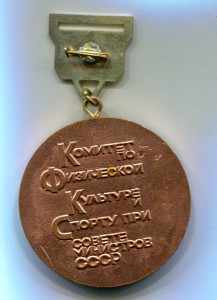 Комитет
по
Физической
Культуре
и
Спорту при
совете
министров
СССР